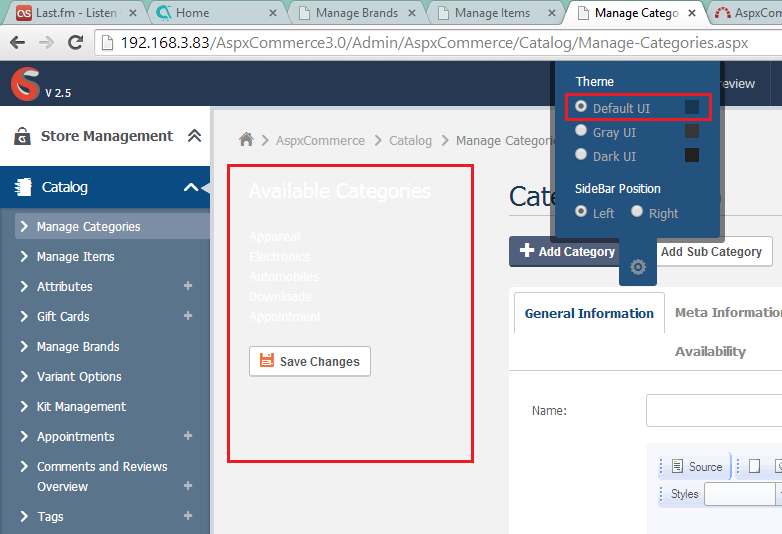 Last.fm - Listen
Home
Manage Brands
Manage Items
Manage Catego
AspxCom
192.168.3.83/AspxCommerce3.0/Admin/AspxCommerce/Catalog/Manage-Categories.aspx
V 2.5
review
Theme
Default UI
Gray UI
Dark UI
SideBar Position
Left
Right
Store Management
AspxCommerce
Catalog
Manage Categorie
Catalog
Manage Categories
Manage Items
Attributes
Gift Cards
Manage Brands
Variant Options
Kit Management
Appointments
Comments and Reviews
Overview
Tags
Available Categories
Appareal
Electronics
Automobiles
Downloads
Appointment
Save Changes
Cate
Add Category
Add Sub Category
General Information
Meta Information
Availability
Name:
Source
Styles